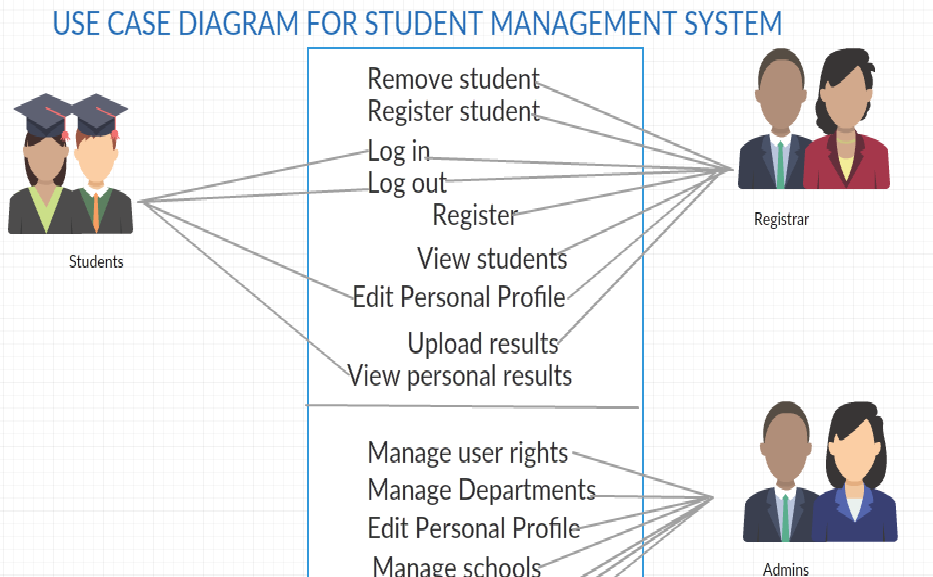 USE CASE DIAGRAM FOR STUDENT MANAGEMENT SYSTEM
Remove student
Register student
Log in
Log out
Register
View students
Edit Personal Profile
Upload results
View personal results
Students
Registrar
Manage user rights
Manage Departments
Edit Personal Profile
Manage schools
Admins